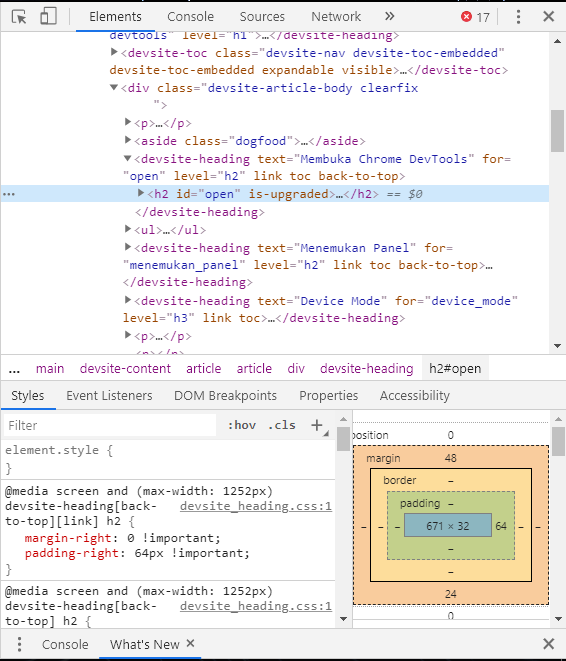 Elements Console Sources Network » 17
devtools" level="h1">…</devsite-heading>
<devsite-toc class="devsite-nav devsite-toc-embedded"
devsite-toc-embedded expandable visible>…</devsite-toc>
<div class="devsite-article-body clearfix
">
<p>…</p>
<aside class="dogfood">…</aside>
<devsite-heading text="Membuka Chrome DevTools" for=
"open" level="h2" link toc back-to-top>
… <h2 id="open" is-upgraded>…</h2> == $0
</devsite-heading>
<ul>…</ul>
<devsite-heading text="Menemukan Panel" for=
"menemukan_panel" level="h2" link toc back-to-top>…
</devsite-heading>
<devsite-heading text="Device Mode" for="device_mode"
level="h3" link toc>…</devsite-heading>
<p>…</p>
<p>…</p>
… main devsite-content article article div devsite-heading h2#open
Styles Event Listeners DOM Breakpoints Properties Accessibility
Filter :hov .cls +
element.style {
}
@media screen and (max-width: 1252px)
devsite-heading[back- devsite_heading.css:1
to-top][link] h2 {
margin-right: 0 !important;
padding-right: 64px !important;
}
@media screen and (max-width: 1252px)
devsite-heading[back- devsite_heading.css:1
to-top] h2 {
position 0
margin 48
border –
padding –
– – – 671 × 32 64 – –
–
–
24
0
Console What's New ×